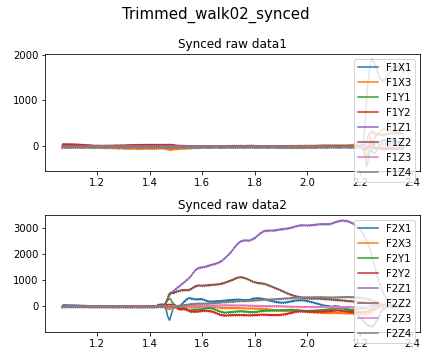 Trimmed_walk02_synced
Synced raw data1
2000
1000
0
F1X1
F1X3
F1Y1
F1Y2
F1Z1
F1Z2
F1Z3
F1Z4
1.2 1.4 1.6 1.8 2.0 2.2 2.4
Synced raw data2
3000
2000
1000
0
F2X1
F2X3
F2Y1
F2Y2
F2Z1
F2Z2
F2Z3
F2Z4
1.2 1.4 1.6 1.8 2.0 2.2 2.4